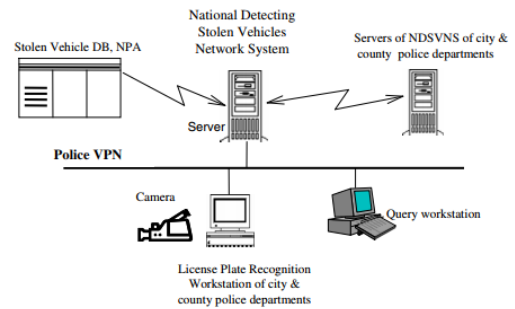 National Detecting
Stolen Vehicles
Network System
Stolen Vehicle DB, NPA
Servers of NDSVNS of city &
county police departments
Server
Police VPN
Camera
Query workstation
License Plate Recognition
Workstation of city &
county police departments